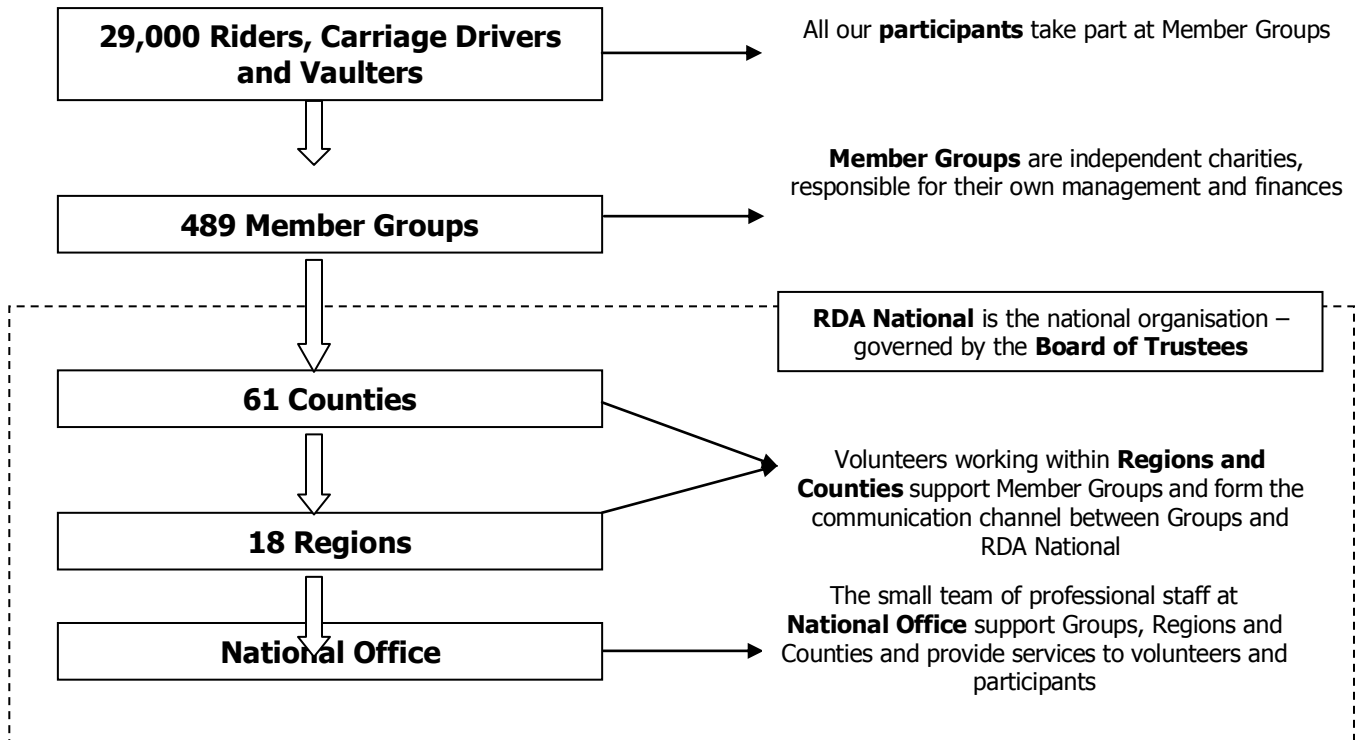 29,000 Riders, Carriage Drivers
and Vaulters
All our participants take part at Member Groups
Member Groups are independent charities,
responsible for their own management and finances
489 Member Groups
RDA National is the national organisation –
governed by the Board of Trustees
61 Counties
Volunteers working within Regions and
Counties support Member Groups and form the
communication channel between Groups and
RDA National
18 Regions
The small team of professional staff at
National Office support Groups, Regions and
Counties and provide services to volunteers and
participants
National Office